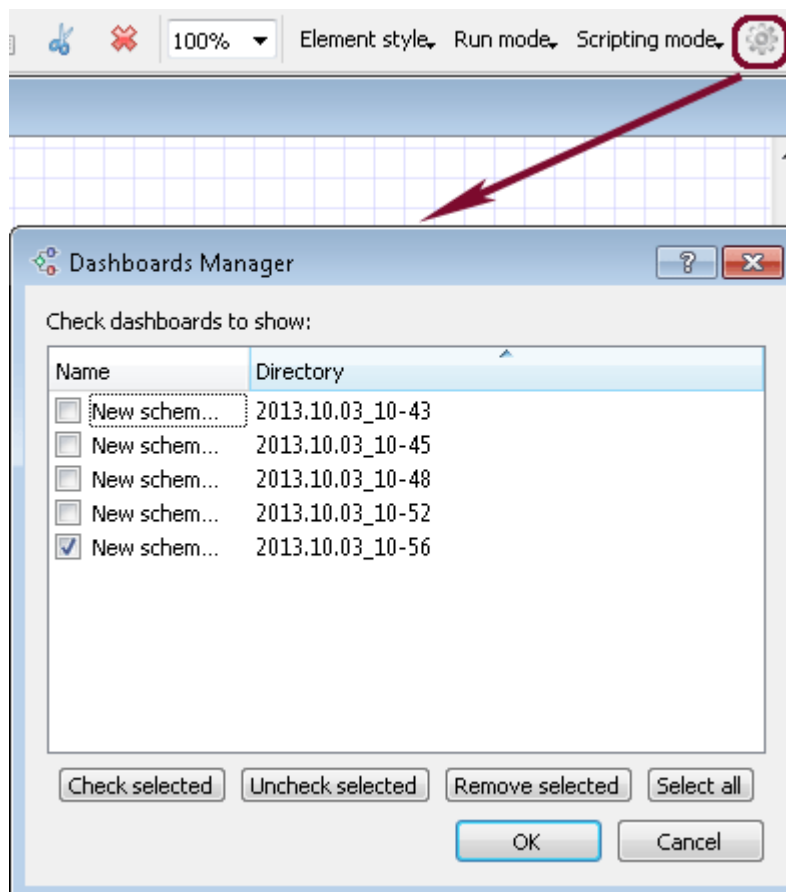 100% Element style Run mode Scripting mode
Dashboards Manager ?
Check dashboards to show:
Name Directory
New schem... 2013.10.03_10-43
New schem... 2013.10.03_10-45
New schem... 2013.10.03_10-48
New schem... 2013.10.03_10-52
New schem... 2013.10.03_10-56
Check selected Uncheck selected Remove selected Select all
OK Cancel